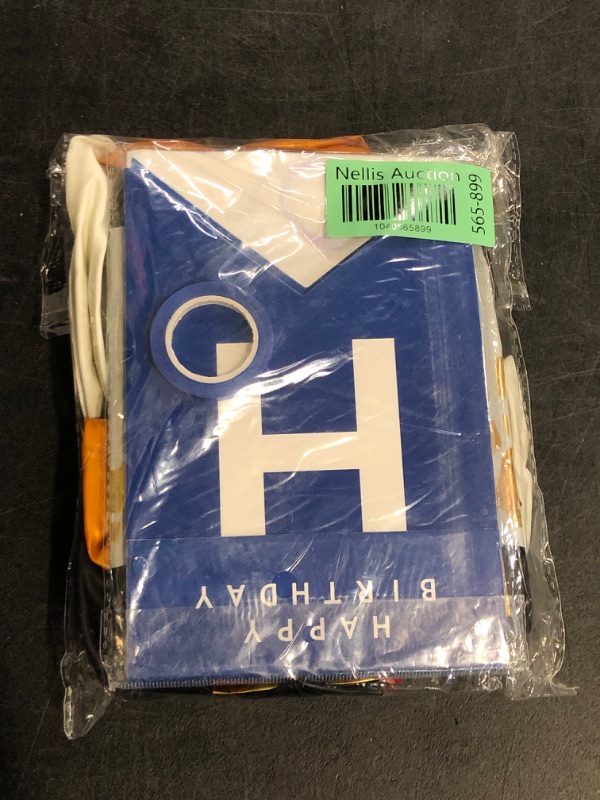 Nellis Auction
565-899
H
HAPPY
BIRTHDAY